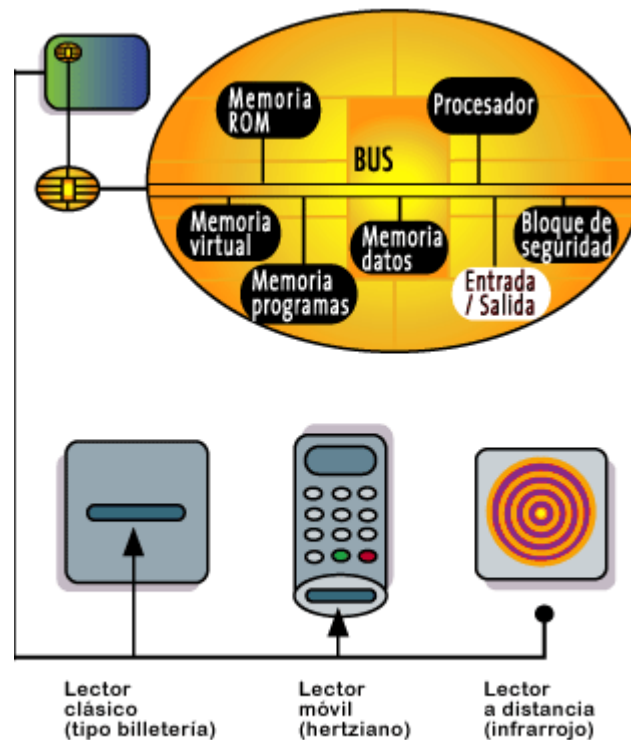 Memoria
ROM
Procesador
BUS
Memoria
virtual
Memoria
programas
Memoria
datos
Entrada
/ Salida
Bloque de
seguridad
Lector
clásico
(tipo billetería)
Lector
móvil
(hertziano)
Lector
a distancia
(infrarrojo)